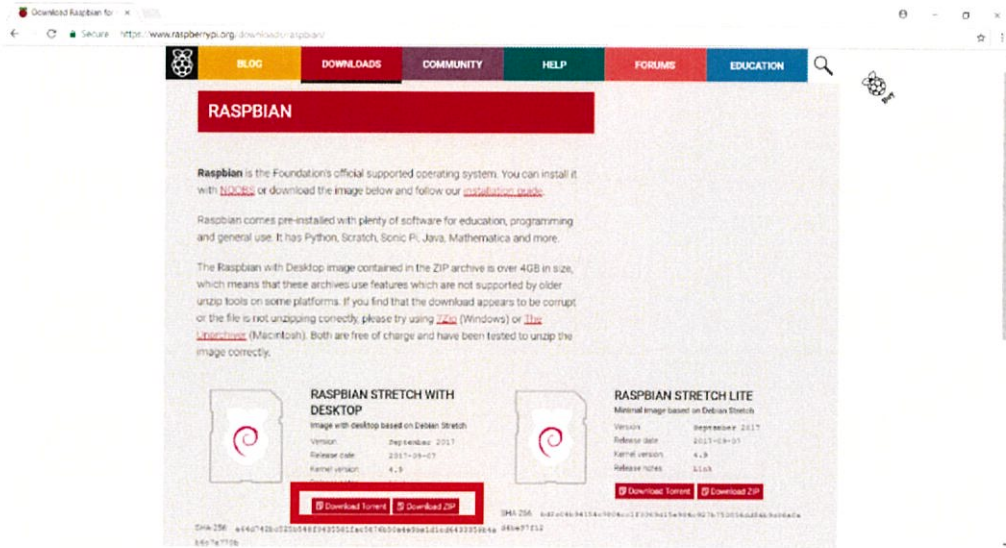 Download Raspbian for
Secure https://www.raspberrypi.org/downloads/raspbian/
BLOG DOWNLOADS COMMUNITY HELP FORUMS EDUCATION
RASPBIAN
Raspbian is the Foundation's official supported operating system. You can install it
with NOOBS or download the image below and follow our installation guide.
Raspbian comes pre-installed with plenty of software for education, programming
and general use. It has Python, Scratch, Sonic Pi, Java, Mathematica and more.
The Raspbian with Desktop image contained in the ZIP archive is over 4GB in size,
which means that these archives use features which are not supported by older
unzip tools on some platforms. If you find that the download appears to be corrupt
or the file is not unzipping correctly, please try using 7Zip (Windows) or The
Unarchiver (Macintosh). Both are free of charge and have been tested to unzip the
image correctly.
RASPBIAN STRETCH WITH
DESKTOP
Image with desktop based on Debian Stretch
Version September 2017
Release date 2017-09-07
Kernel version 4.9
Download Torrent Download ZIP
SHA-256
RASPBIAN STRETCH LITE
Minimal image based on Debian Stretch
Version September 2017
Release date 2017-09-07
Kernel version 4.9
Release notes Link
Download Torrent Download ZIP
SHA-256